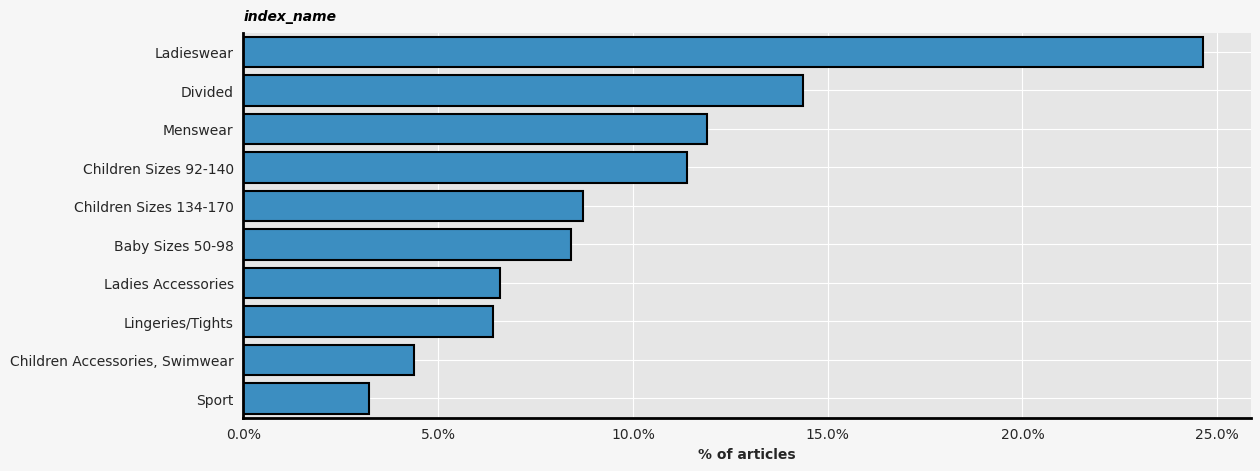 index_name
Ladieswear
Divided
Menswear
Children Sizes 92-140
Children Sizes 134-170
Baby Sizes 50-98
Ladies Accessories
Lingeries/Tights
Children Accessories, Swimwear
Sport
0.0% 5.0% 10.0% 15.0% 20.0% 25.0%
% of articles